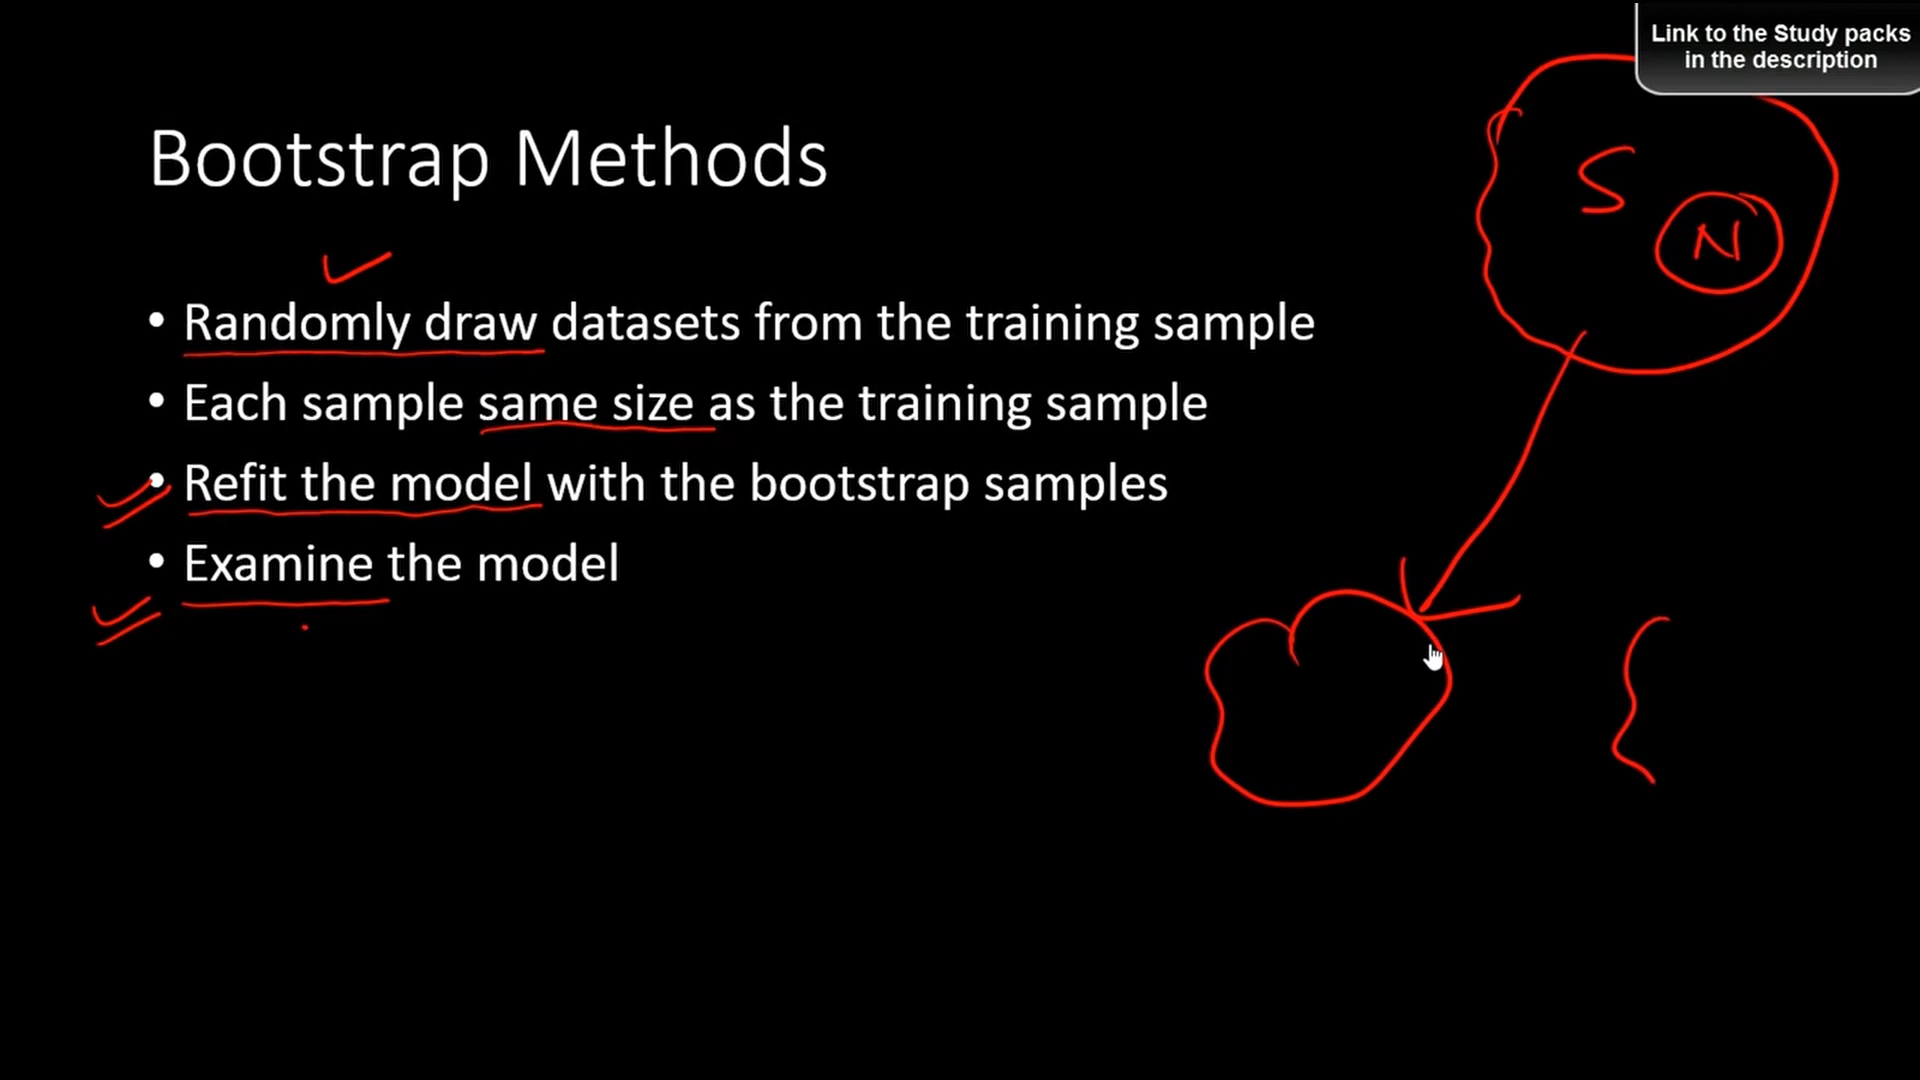 Link to the Study packs
in the description
Bootstrap Methods
S
N
• Randomly draw datasets from the training sample
• Each sample same size as the training sample
• Refit the model with the bootstrap samples
• Examine the model